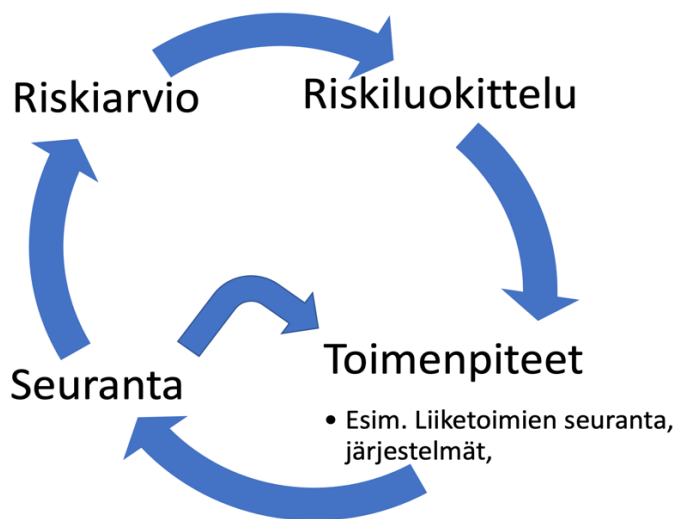 Riskiarvio
Riskiluokittelu
Toimenpiteet
• Esim. Liiketoimien seuranta,
järjestelmät,
Seuranta